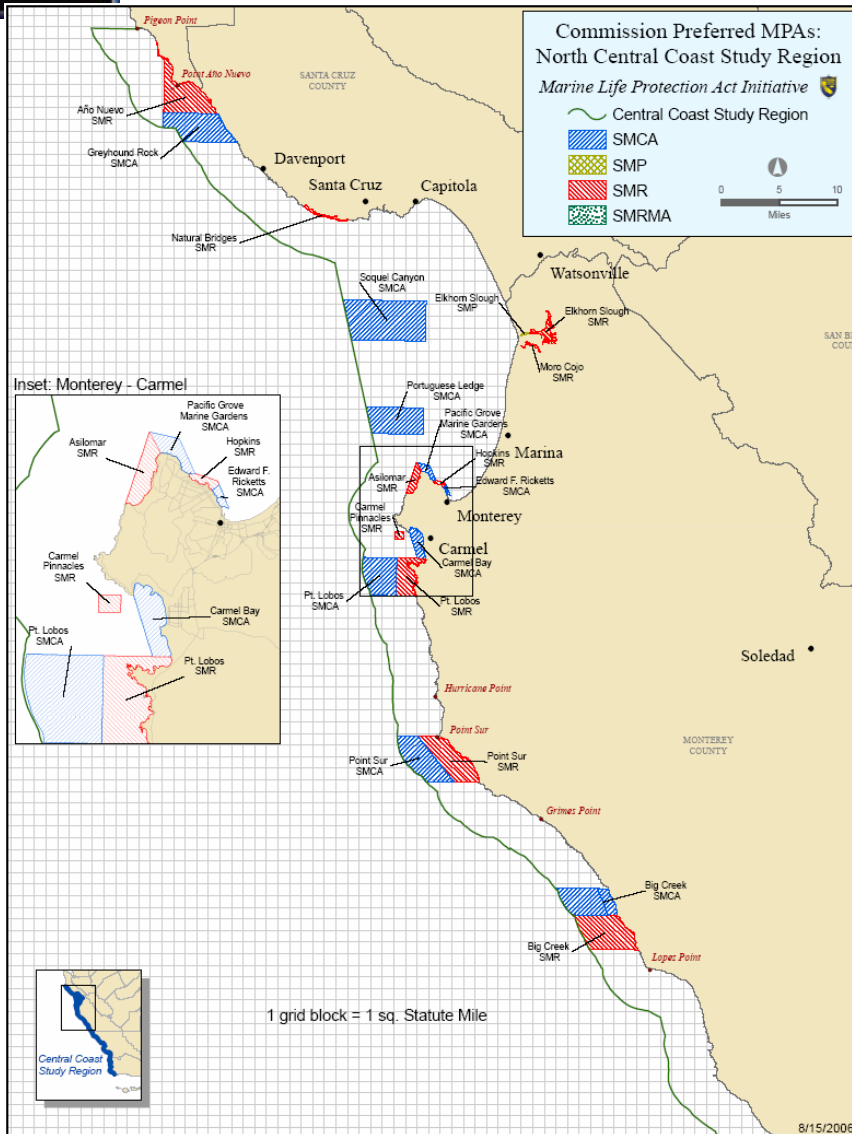 Commission Preferred MPAs:
North Central Coast Study Region
Marine Life Protection Act Initiative
Central Coast Study Region
SMCA
SMP
SMR
SMRMA
0 5 10
Miles
Pigeon Point
Point Año Nuevo
SANTA CRUZ
COUNTY
Año Nuevo
SMR
Greyhound Rock
SMCA
Davenport
Santa Cruz
Capitola
Natural Bridges
SMR
Watsonville
Soquel Canyon
SMCA
Elkhorn Slough
SMP
Elkhorn Slough
SMR
SAN BE
COUN
Moro Cojo
SMR
Portuguese Ledge
SMCA
Pacific Grove
Marine Gardens
SMCA
Marina
Hopkins
SMR
Asilomar
SMR
Edward F. Ricketts
SMCA
Monterey
Carmel
Pinnacles
SMR
Carmel
Carmel Bay
SMCA
Pt. Lobos
SMCA
Pt. Lobos
SMR
Soledad
Inset: Monterey - Carmel
Pacific Grove
Marine Gardens
SMCA
Asilomar
SMR
Hopkins
SMR
Edward F.
Ricketts
SMCA
Carmel
Pinnacles
SMR
Carmel Bay
SMCA
Pt. Lobos
SMCA
Pt. Lobos
SMR
Hurricane Point
Point Sur
MONTEREY
COUNTY
Point Sur
SMCA
Point Sur
SMR
Grimes Point
Big Creek
SMCA
Big Creek
SMR
Lopes Point
1 grid block = 1 sq. Statute Mile
Central Coast
Study Region
8/15/2006